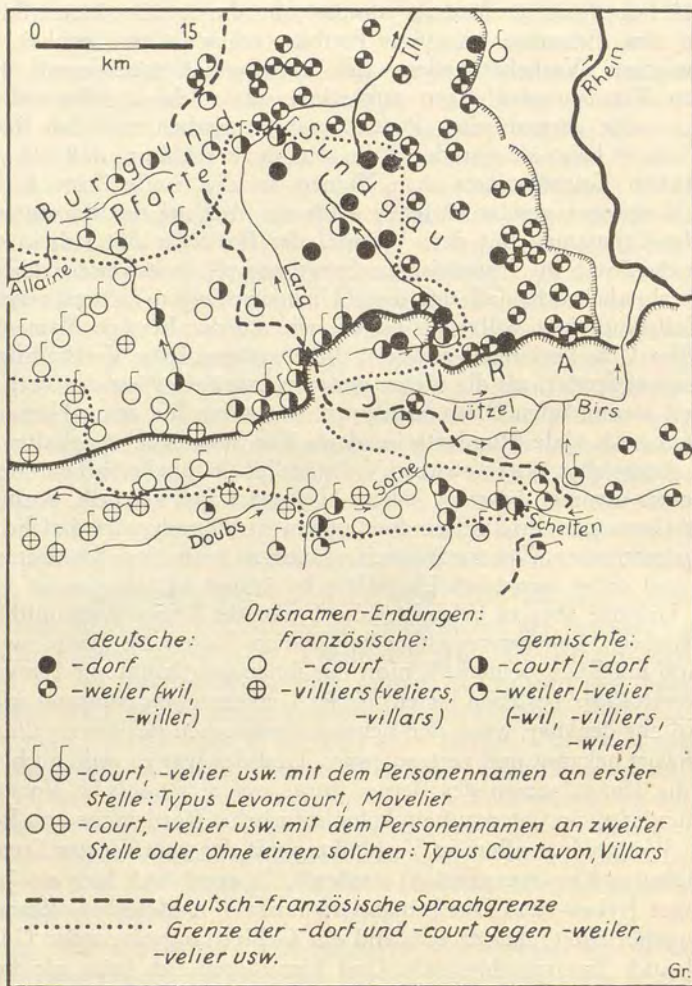 0 15
km
Ill
Rhein
Burgund.
Pforte
Sundgau
Allaine
Larg
JURA
Lützel
Birs
Sorne
Doubs
Schelten
Ortsnamen-Endungen:
deutsche: französische: gemischte:
-dorf -court -court/-dorf
-weiler (wil, -villiers (veliers, -weiler/-velier
-willer) -villars) (-wil, -villiers,
-wiler)
-court, -velier usw. mit dem Personennamen an erster
Stelle: Typus Levoncourt, Movelier
-court, -velier usw. mit dem Personennamen an zweiter
Stelle oder ohne einen solchen: Typus Courtavon, Villars
deutsch-französische Sprachgrenze
Grenze der -dorf und -court gegen -weiler,
-velier usw.
Gr.